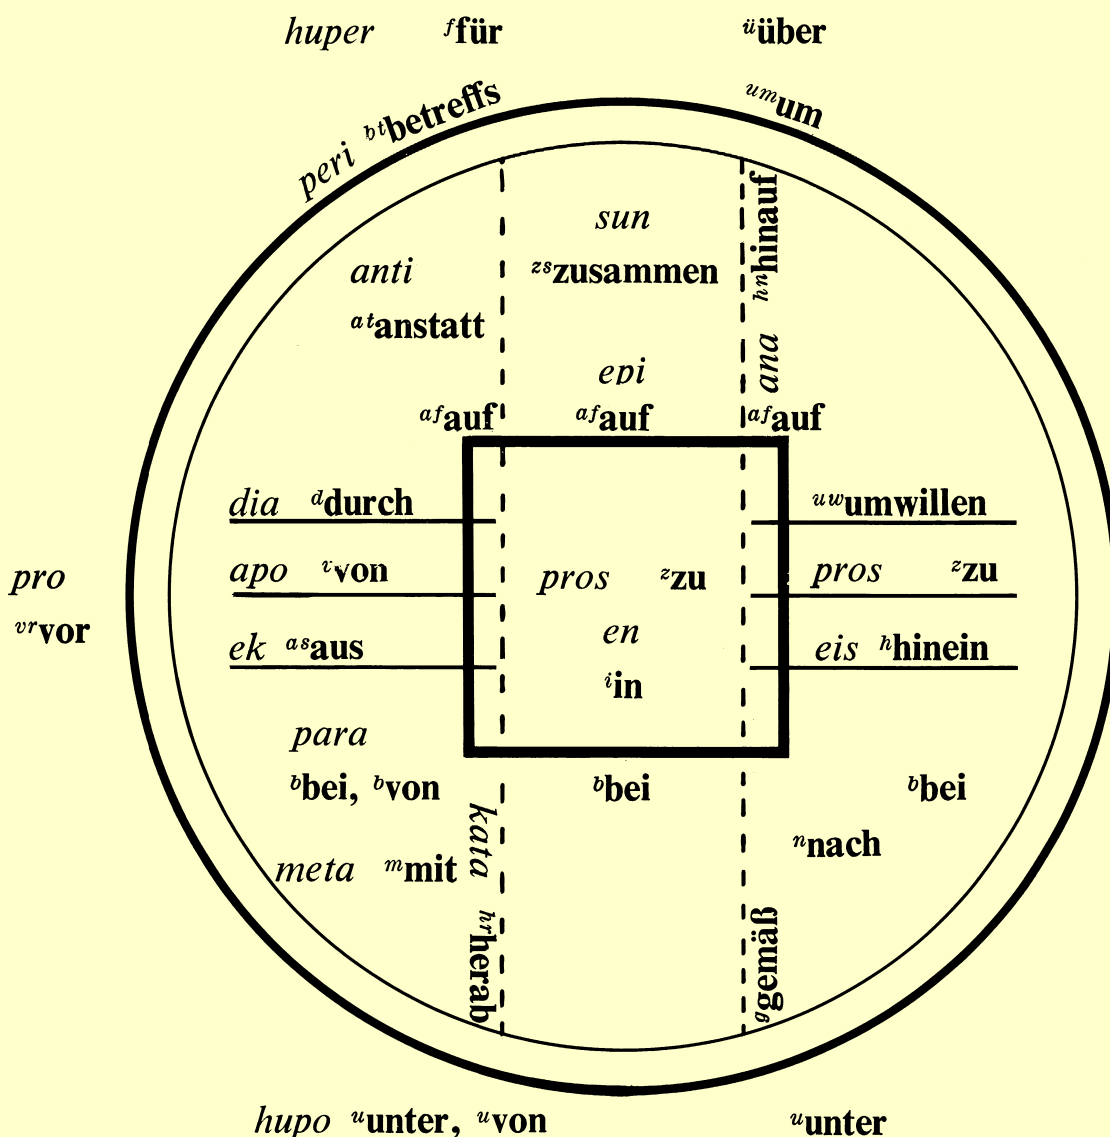 huper ᶠfür ᵘ̈über
peri ᵇᵗbetreffs ᵘᵐum
sun
ᶻˢzusammen
ana ʰⁿhinauf
anti
ᵃᵗanstatt
epi
ᵃᶠauf ᵃᶠauf ᵃᶠauf
dia ᵈdurch ᵘʷumwillen
apo ᵛvon pros ᶻzu pros ᶻzu
pro
ᵛʳvor
en
ek ᵃˢaus eis ʰhinein
ⁱin
para
ᵇbei, ᵇvon ᵇbei ᵇbei
kata ʰʳherab
ⁿnach
meta ᵐmit
ᵍgemäß
hupo ᵘunter, ᵘvon ᵘunter